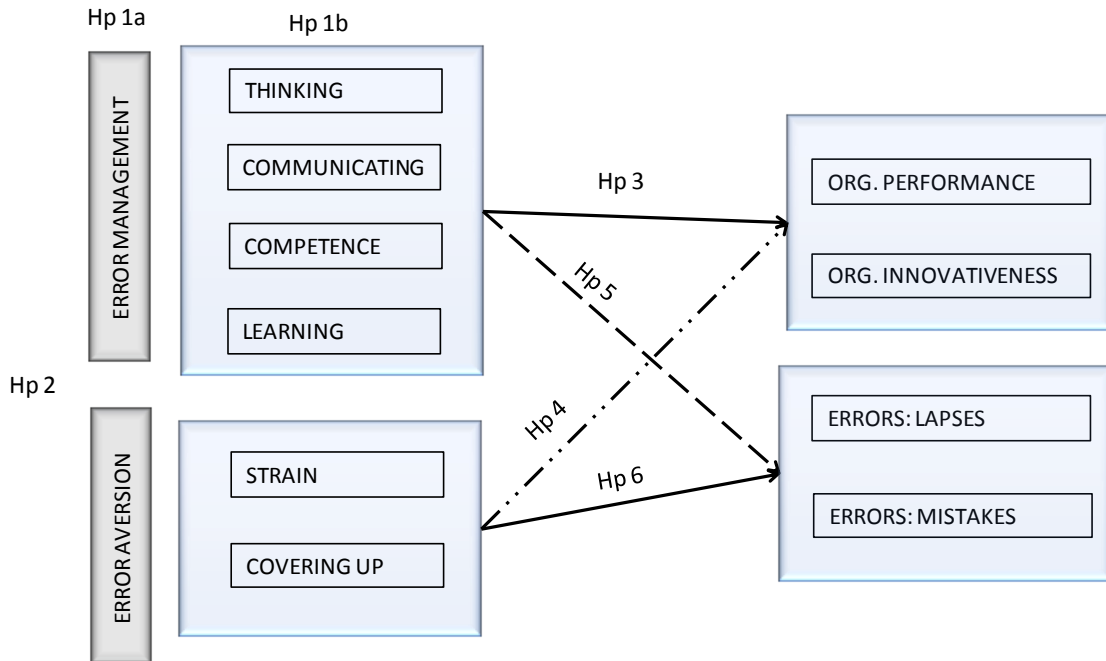 Hp 1a
Hp 1b
ERROR MANAGEMENT
THINKING
COMMUNICATING
COMPETENCE
LEARNING
Hp 3
Hp 5
ORG. PERFORMANCE
ORG. INNOVATIVENESS
Hp 2
ERROR AVERSION
STRAIN
COVERING UP
Hp 4
Hp 6
ERRORS: LAPSES
ERRORS: MISTAKES